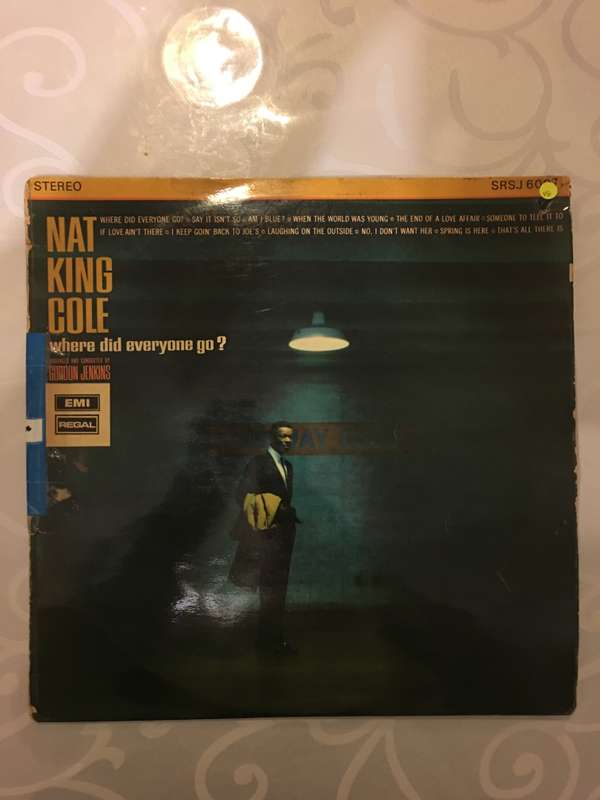 STEREO
SRSJ
WHERE DID EVERYONE GO? ○ SAY IT ISN'T SO ○ AM I BLUE? ○ WHEN THE WORLD WAS YOUNG ○ THE END OF A LOVE AFFAIR ○ SOMEONE TO TELL IT TO
IF LOVE AIN'T THERE ○ I KEEP GOIN' BACK TO JOE'S ○ LAUGHING ON THE OUTSIDE ○ NO, I DON'T WANT HER ○ SPRING IS HERE ○ THAT'S ALL THERE IS
NAT
KING
COLE
where did everyone go?
ARRANGED AND CONDUCTED BY
GORDON JENKINS
EMI
REGAL